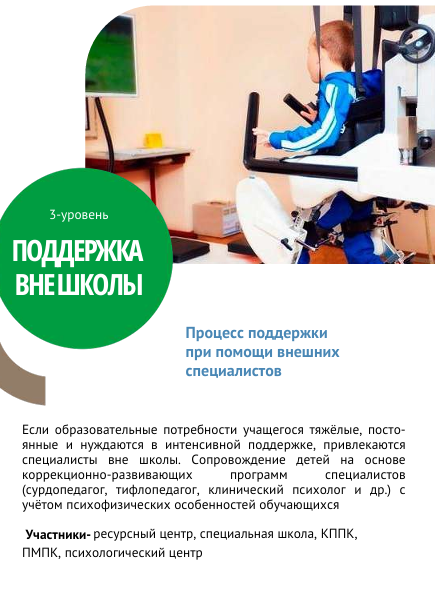 3-уровень
ПОДДЕРЖКА
ВНЕ ШКОЛЫ
Процесс поддержки
при помощи внешних
специалистов
Если образовательные потребности учащегося тяжёлые, посто-
янные и нуждаются в интенсивной поддержке, привлекаются
специалисты вне школы. Сопровождение детей на основе
коррекционно-развивающих программ специалистов
(сурдопедагог, тифлопедагог, клинический психолог и др.) с
учётом психофизических особенностей обучающихся
Участники- ресурсный центр, специальная школа, КППК,
ПМПК, психологический центр